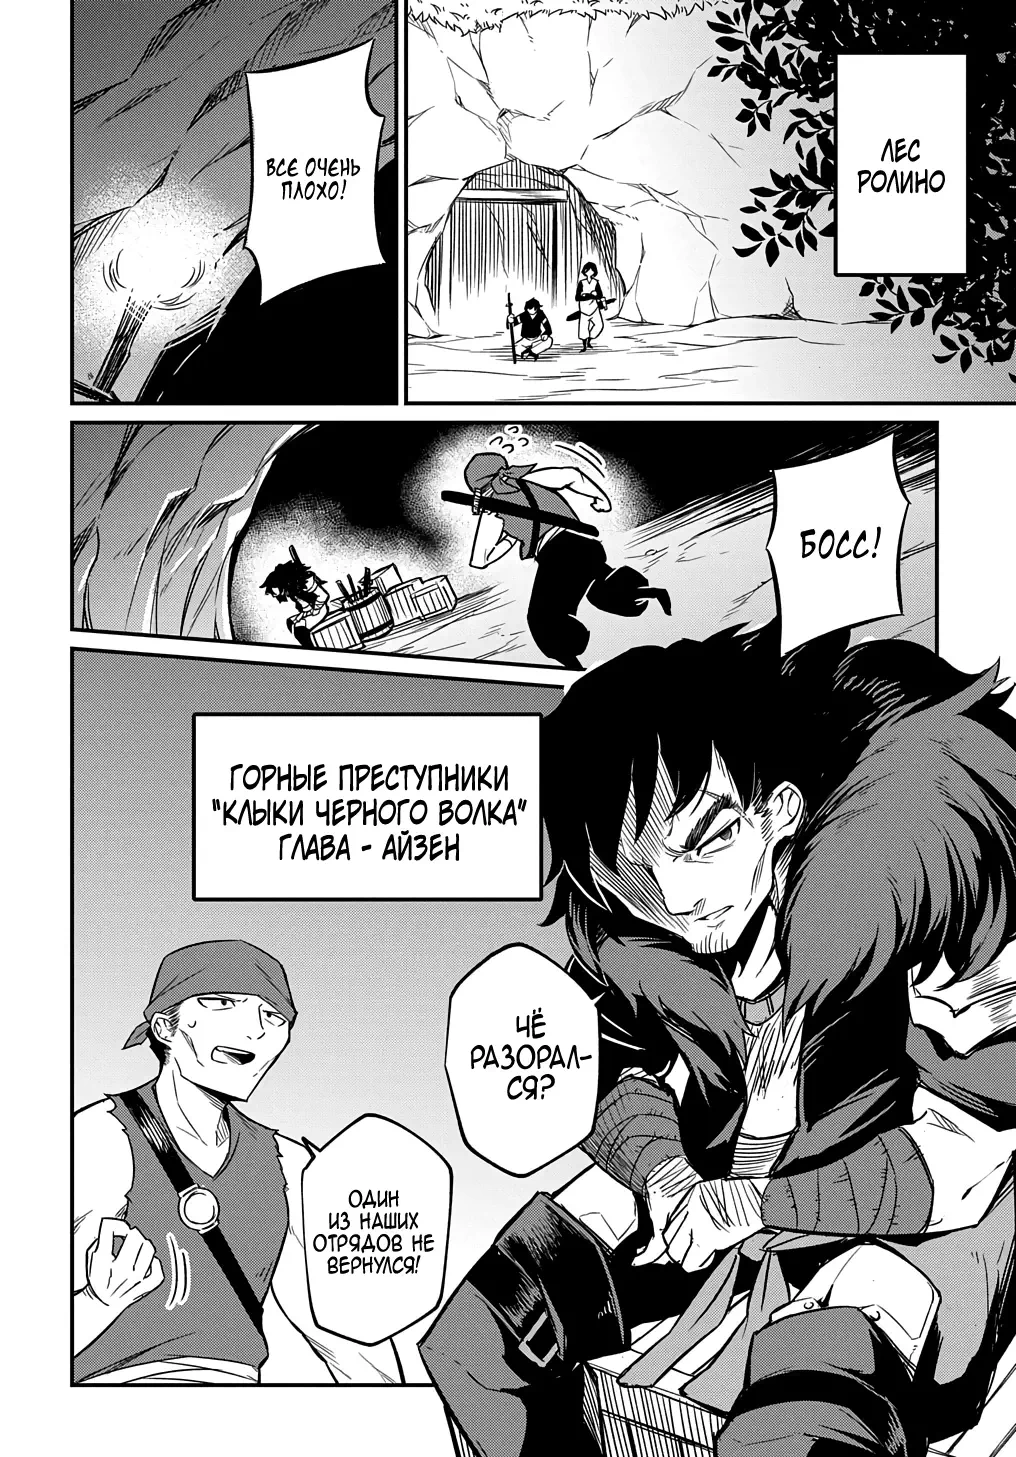 ЛЕС
РОЛИНО
ВСЕ ОЧЕНЬ
ПЛОХО!
БОСС!
ГОРНЫЕ ПРЕСТУПНИКИ
"КЛЫКИ ЧЕРНОГО ВОЛКА"
ГЛАВА - АЙЗЕН
ЧЁ
РАЗОРАЛ-
СЯ?
ОДИН
ИЗ НАШИХ
ОТРЯДОВ НЕ
ВЕРНУЛСЯ!